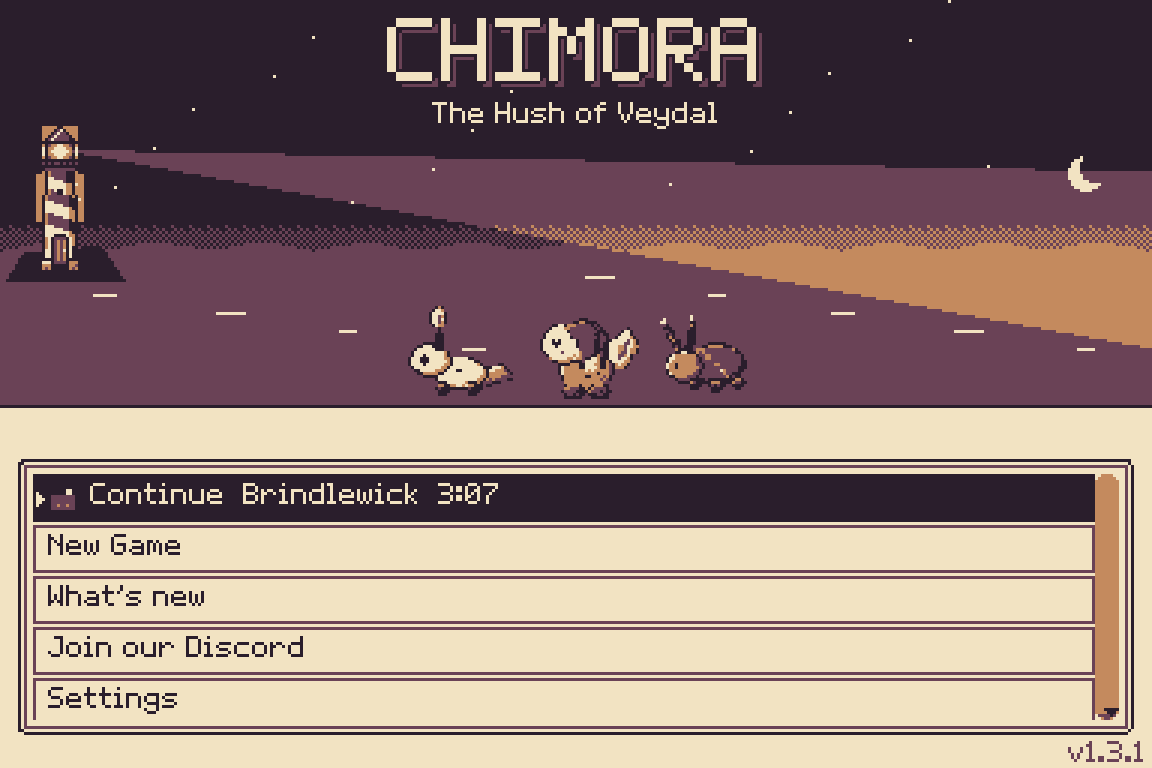 CHIMORA
The Hush of Veydal
Continue Brindlewick 3:07
New Game
What's new
Join our Discord
Settings
v1.3.1